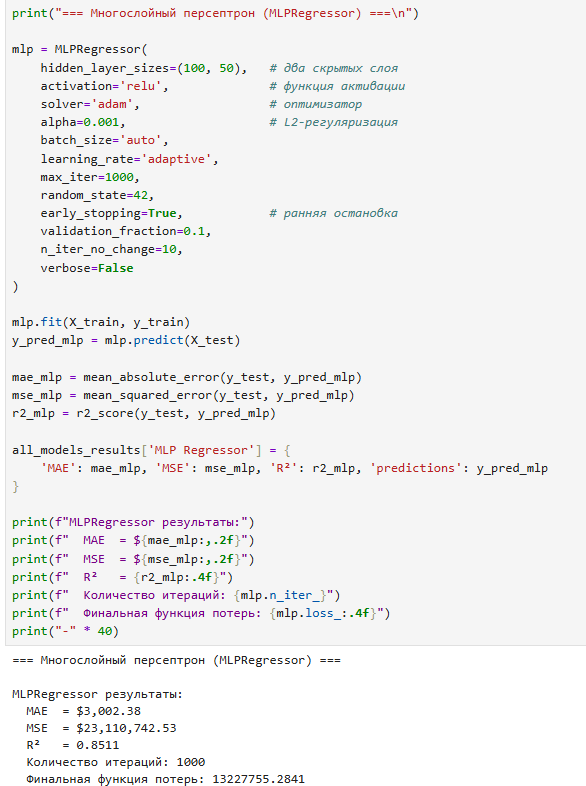 print("=== Многослойный персептрон (MLPRegressor) ===\n")
mlp = MLPRegressor(
    hidden_layer_sizes=(100, 50),   # два скрытых слоя
    activation='relu',              # функция активации
    solver='adam',                  # оптимизатор
    alpha=0.001,                    # L2-регуляризация
    batch_size='auto',
    learning_rate='adaptive',
    max_iter=1000,
    random_state=42,
    early_stopping=True,            # ранняя остановка
    validation_fraction=0.1,
    n_iter_no_change=10,
    verbose=False
)
mlp.fit(X_train, y_train)
y_pred_mlp = mlp.predict(X_test)
mae_mlp = mean_absolute_error(y_test, y_pred_mlp)
mse_mlp = mean_squared_error(y_test, y_pred_mlp)
r2_mlp = r2_score(y_test, y_pred_mlp)
all_models_results['MLP Regressor'] = {
    'MAE': mae_mlp, 'MSE': mse_mlp, 'R²': r2_mlp, 'predictions': y_pred_mlp
}
print(f"MLPRegressor результаты:")
print(f"  MAE  = ${mae_mlp:,.2f}")
print(f"  MSE  = ${mse_mlp:,.2f}")
print(f"  R²   = {r2_mlp:.4f}")
print(f"  Количество итераций: {mlp.n_iter_}")
print(f"  Финальная функция потерь: {mlp.loss_:.4f}")
print("-" * 40)
=== Многослойный персептрон (MLPRegressor) ===
MLPRegressor результаты:
  MAE  = $3,002.38
  MSE  = $23,110,742.53
  R²   = 0.8511
  Количество итераций: 1000
  Финальная функция потерь: 13227755.2841